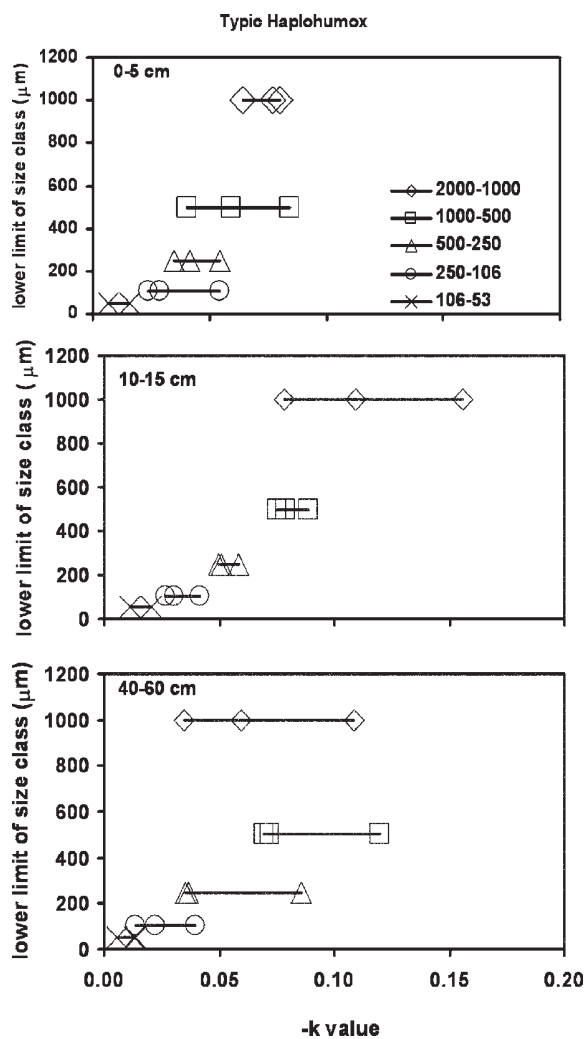 Typic Haplohumox
lower limit of size class (μm)
1200
1000
800
600
400
200
0
0-5 cm
2000-1000
1000-500
500-250
250-106
106-53
lower limit of size class (μm)
1200
1000
800
600
400
200
0
10-15 cm
lower limit of size class (μm)
1200
1000
800
600
400
200
0
40-60 cm
0.00 0.05 0.10 0.15 0.20
-k value